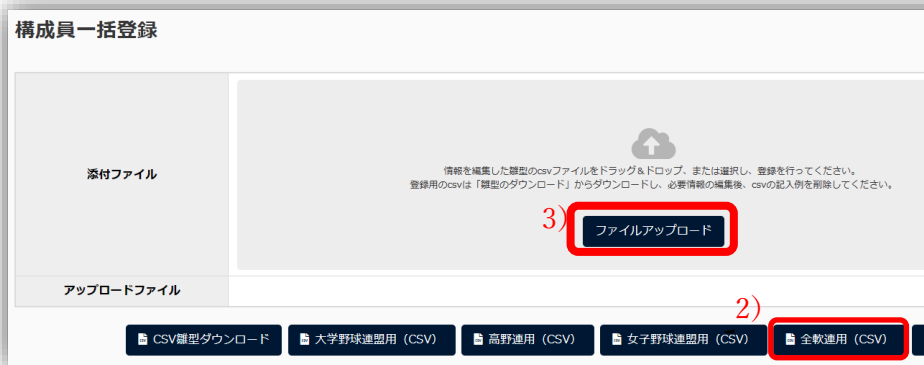 構成員一括登録
添付ファイル
情報を編集した雛型のcsvファイルをドラッグ&ドロップ、または選択し、登録を行ってください。
登録用のcsvは「雛型のダウンロード」からダウンロードし、必要情報の編集後、csvの記入例を削除してください。
3)
ファイルアップロード
アップロードファイル
2)
CSV雛型ダウンロード
大学野球連盟用（CSV）
高野連用（CSV）
女子野球連盟用（CSV）
全軟連用（CSV）